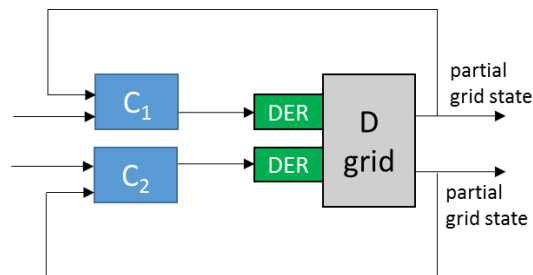 C₁
DER
D
grid
partial
grid state
C₂
DER
partial
grid state